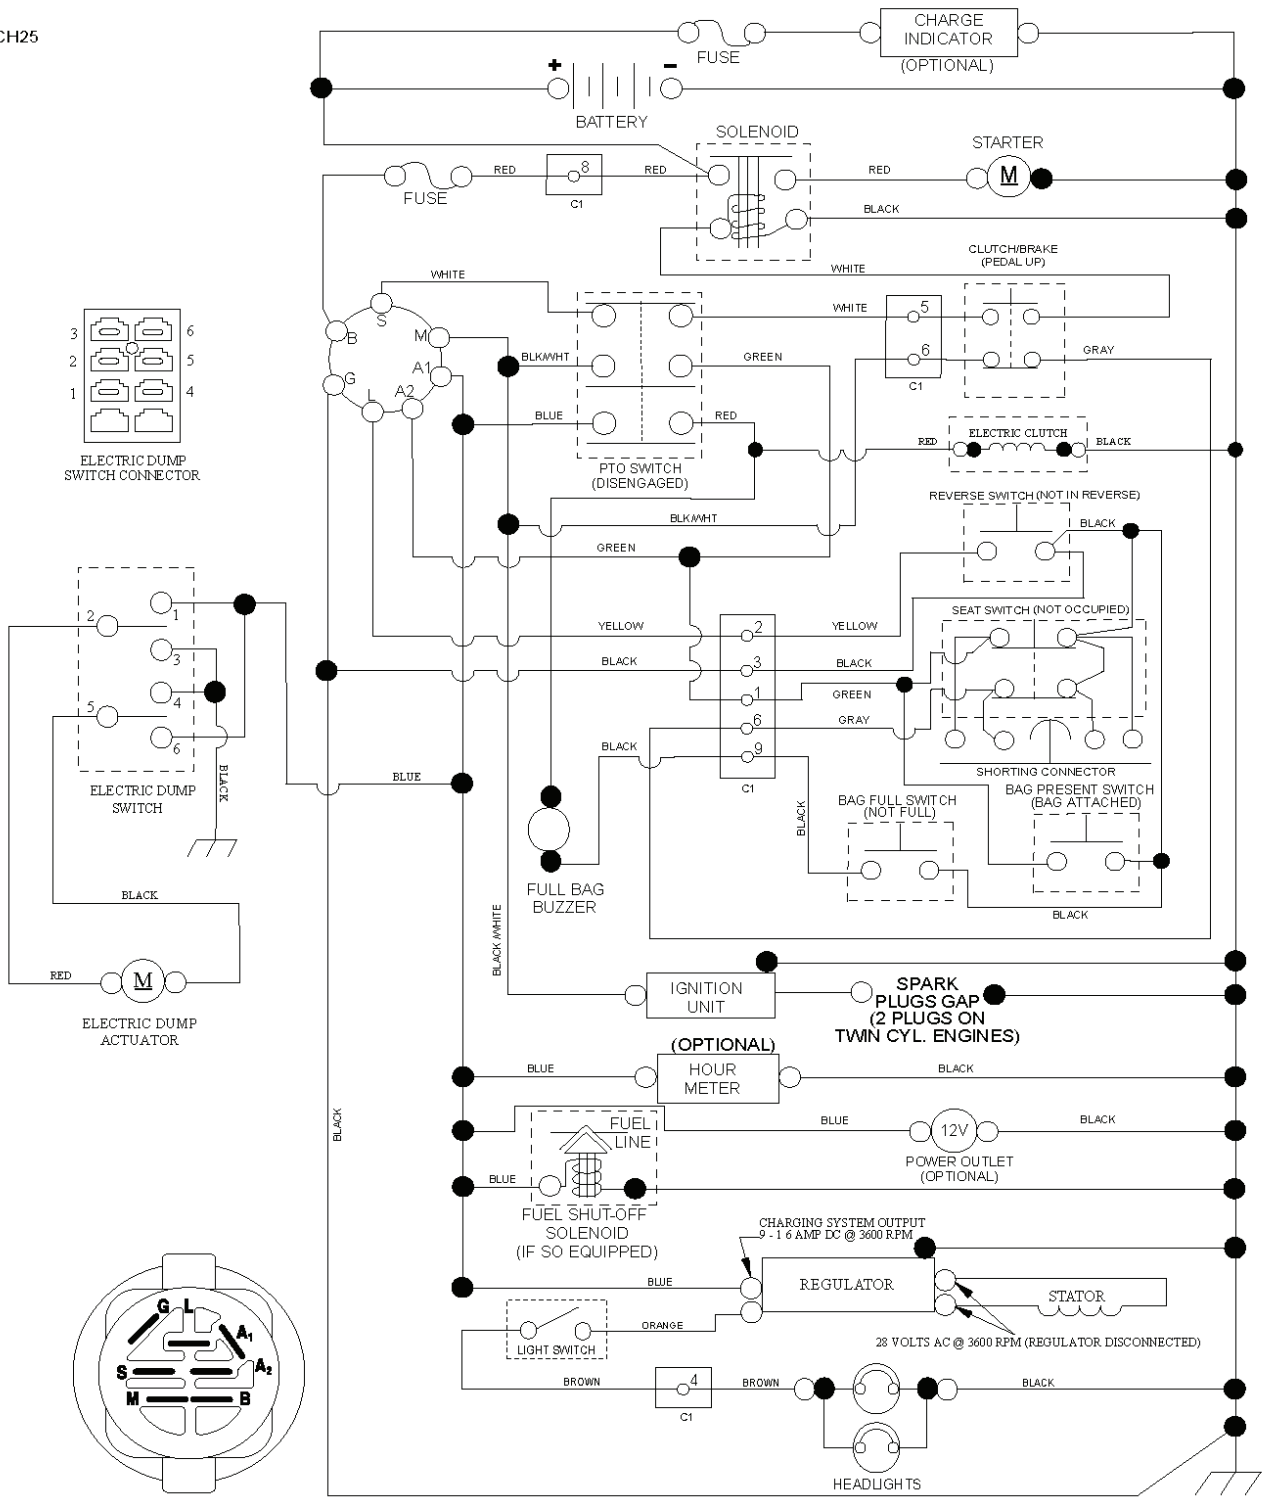 CH25
CHARGE
INDICATOR
(OPTIONAL)
FUSE
+
-
BATTERY
SOLENOID
STARTER
M
RED
8
RED
RED
FUSE
C1
BLACK
CLUTCH/BRAKE
(PEDAL UP)
WHITE
WHITE
WHITE
5
S
B
M
BLK/WHT
GREEN
6
GRAY
3
6
2
5
1
4
G
A1
L
A2
C1
BLUE
RED
ELECTRIC CLUTCH
RED
BLACK
ELECTRIC DUMP
SWITCH CONNECTOR
PTO SWITCH
(DISENGAGED)
REVERSE SWITCH (NOT IN REVERSE)
BLK/WHT
BLACK
GREEN
1
2
3
4
5
6
SEAT SWITCH (NOT OCCUPIED)
YELLOW
2
YELLOW
BLACK
3
BLACK
1
GREEN
6
GRAY
BLACK
9
SHORTING CONNECTOR
BLACK
BLUE
C1
BAG PRESENT SWITCH
(BAG ATTACHED)
ELECTRIC DUMP
SWITCH
BAG FULL SWITCH
(NOT FULL)
BLACK
BLACK
FULL BAG
BUZZER
BLACK
BLACK /WHITE
RED
M
IGNITION
UNIT
SPARK
PLUGS GAP
(2 PLUGS ON
TWIN CYL. ENGINES)
ELECTRIC DUMP
ACTUATOR
(OPTIONAL)
BLUE
HOUR
METER
BLACK
BLACK
FUEL
LINE
BLUE
12V
BLACK
POWER OUTLET
(OPTIONAL)
BLUE
FUEL SHUT-OFF
SOLENOID
(IF SO EQUIPPED)
CHARGING SYSTEM OUTPUT
9 - 1 6 AMP DC @ 3600 RPM
BLUE
REGULATOR
STATOR
G
L
A1
A2
S
M
B
ORANGE
LIGHT SWITCH
28 VOLTS AC @ 3600 RPM (REGULATOR DISCONNECTED)
BROWN
4
BROWN
BLACK
C1
HEADLIGHTS